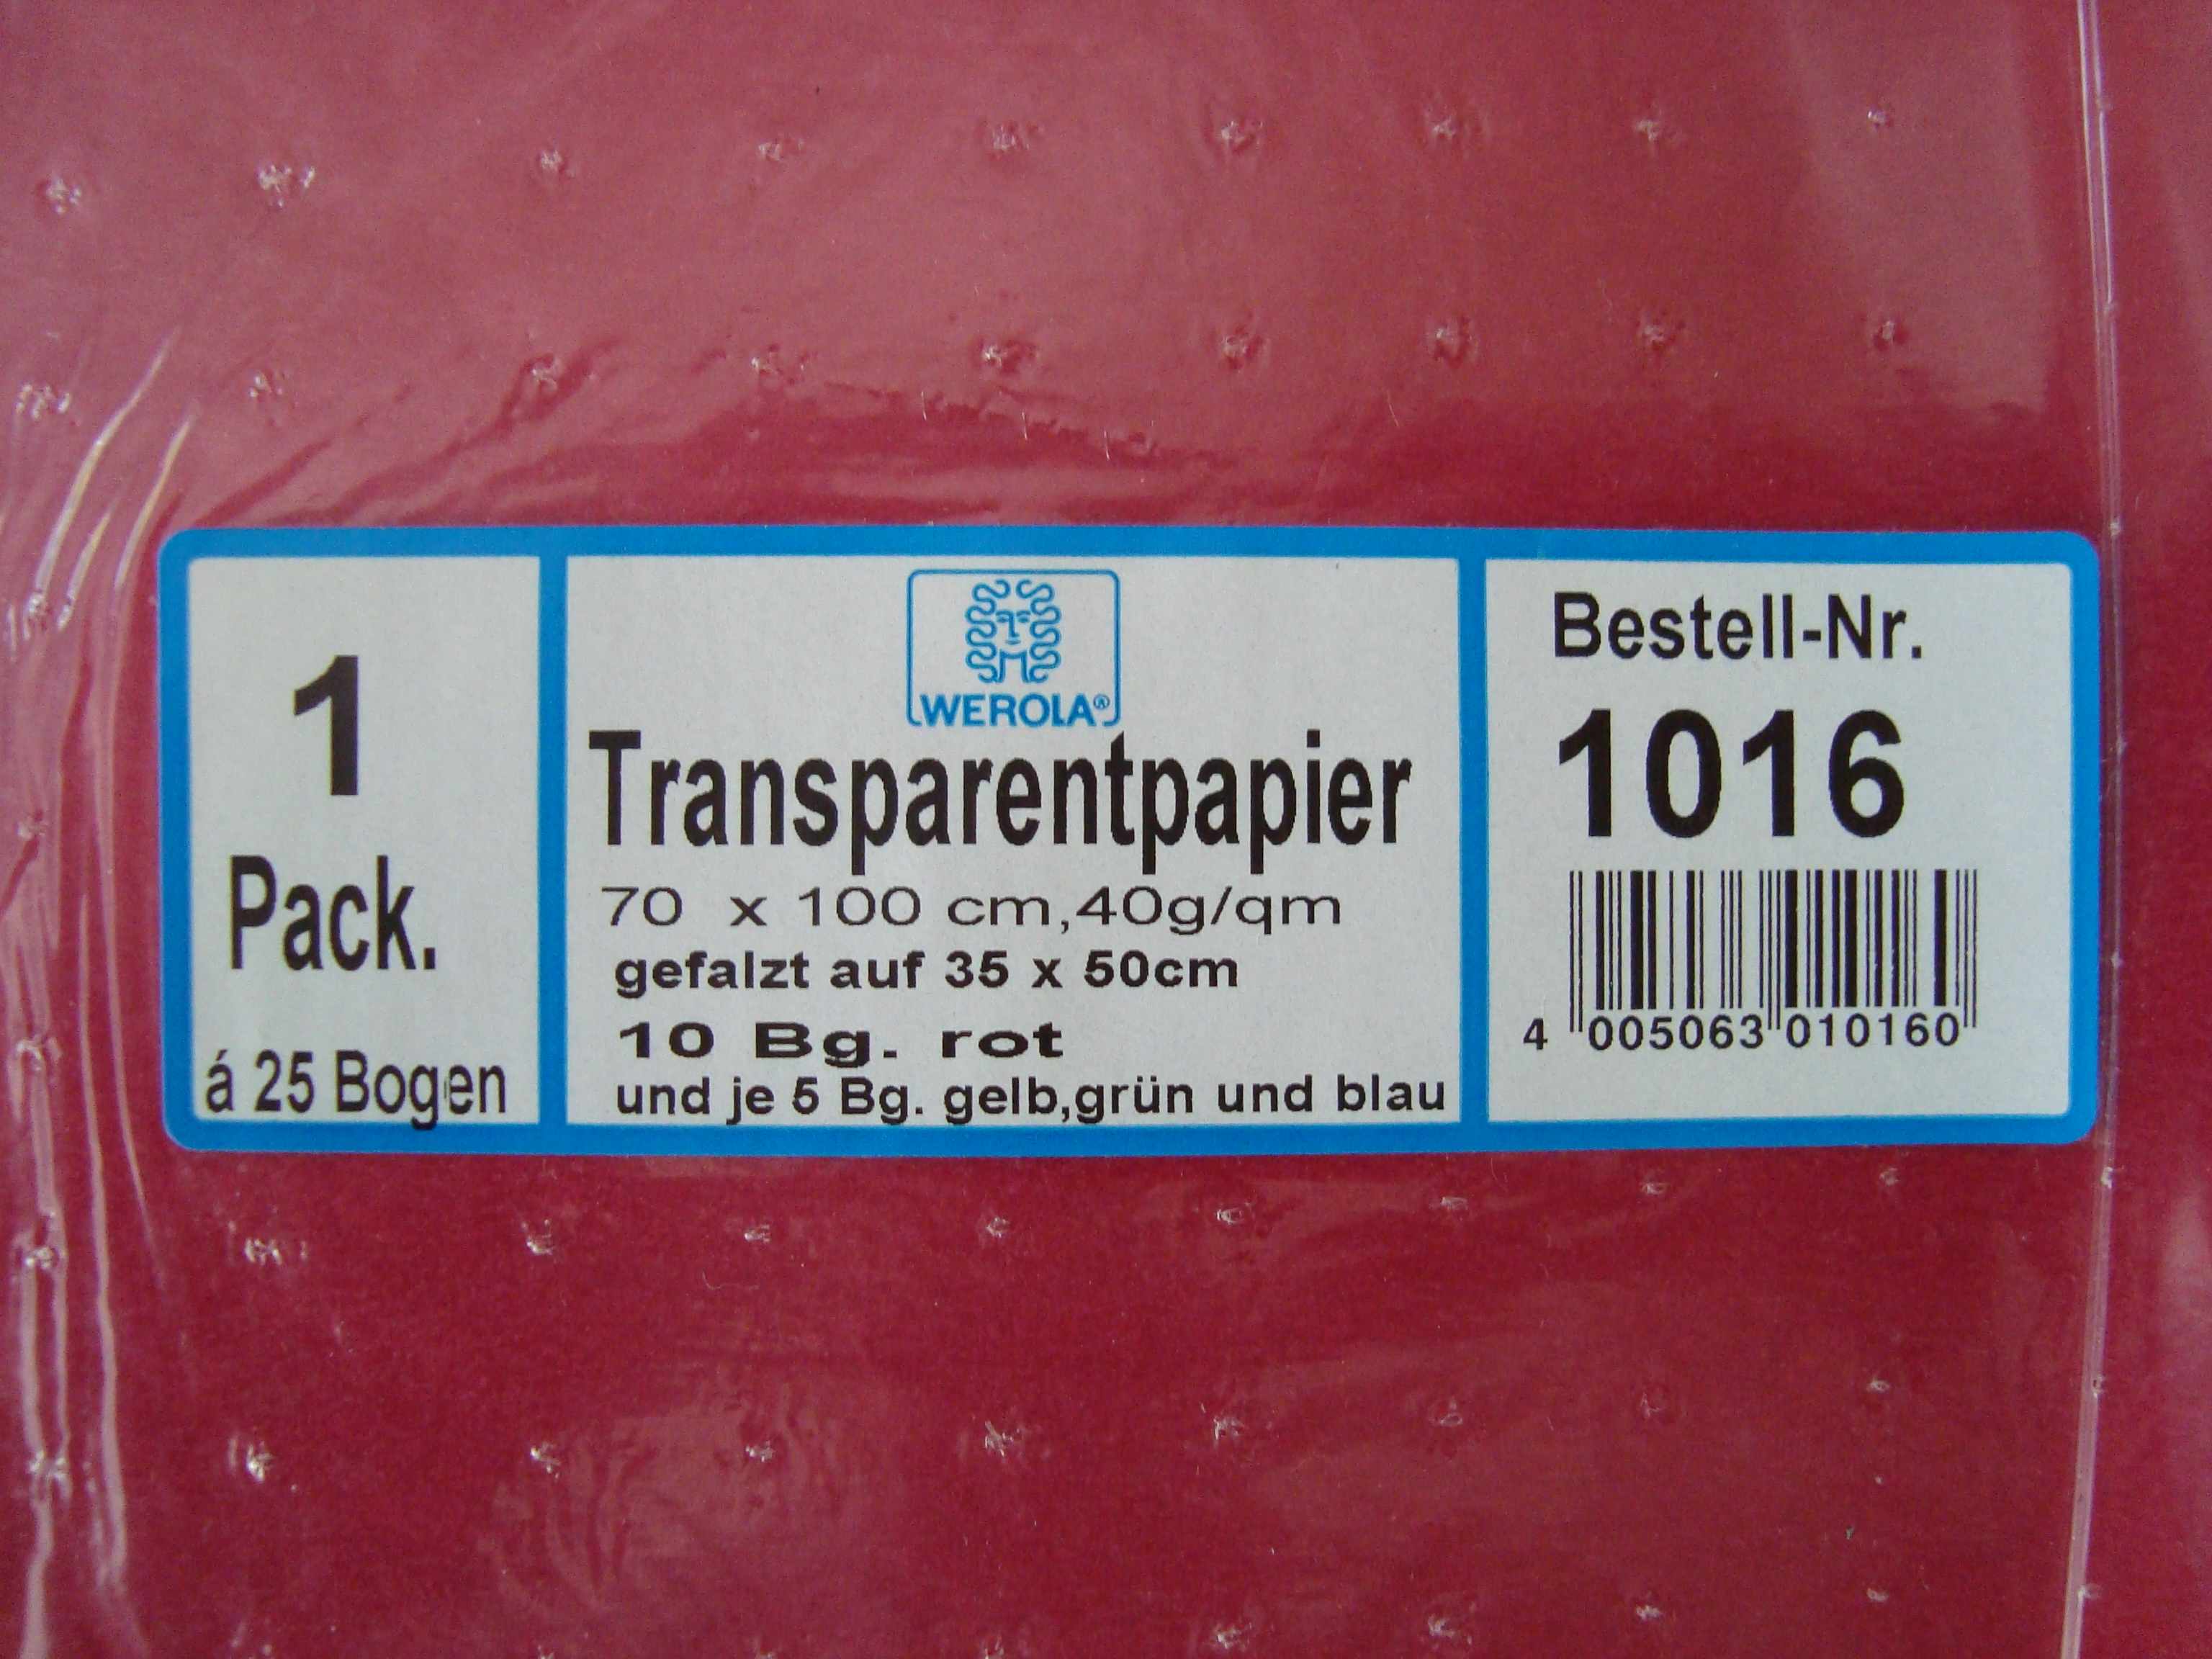 1
Pack.
á 25 Bogen
WEROLA®
Transparentpapier
70 x 100 cm,40g/qm
gefalzt auf 35 x 50cm
10 Bg. rot
und je 5 Bg. gelb,grün und blau
Bestell-Nr.
1016
4 005063 010160